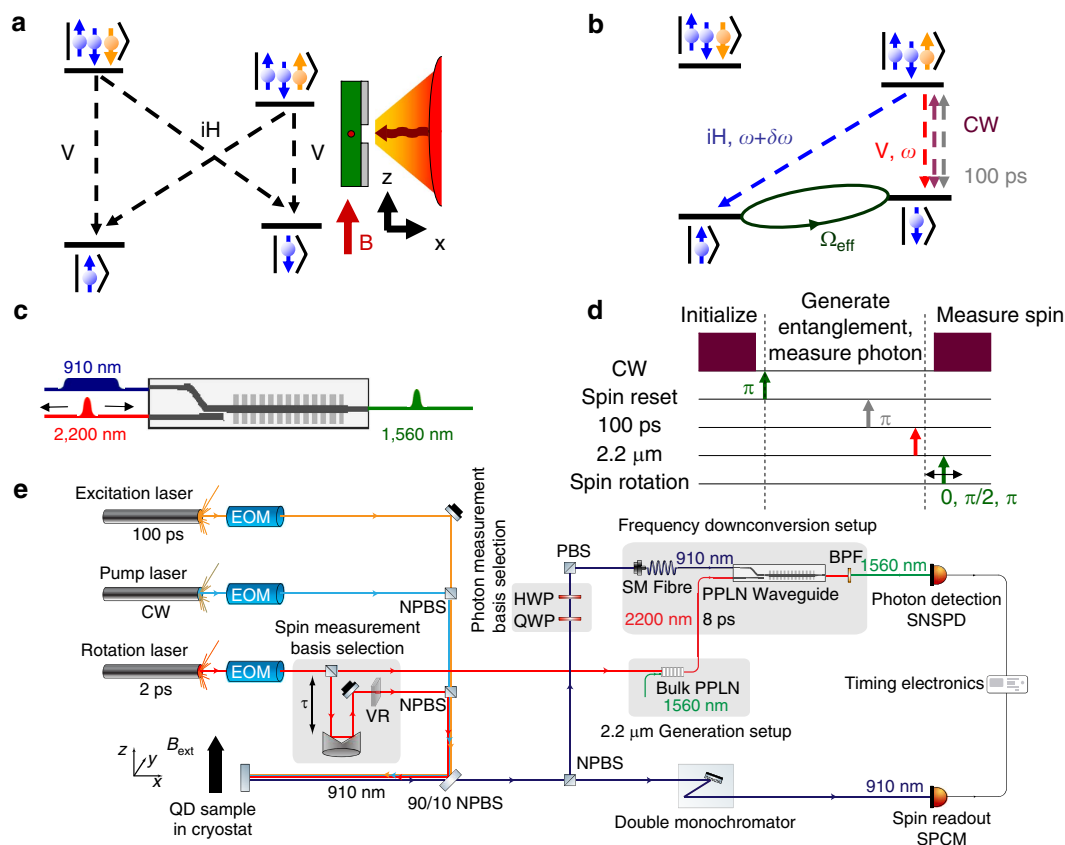 a
V
iH
V
B
z
x
b
iH, ω+δω
V, ω
CW
100 ps
Ωeff
c
910 nm
2,200 nm
1,560 nm
d
Initialize
Generate
entanglement,
measure photon
Measure spin
CW
Spin reset
π
100 ps
π
2.2 μm
Spin rotation
0, π/2, π
e
Excitation laser
EOM
100 ps
Pump laser
EOM
CW
NPBS
Rotation laser
EOM
2 ps
Spin measurement
basis selection
τ
VR
NPBS
Photon measurement
basis selection
PBS
HWP
QWP
Frequency downconversion setup
910 nm
SM Fibre
PPLN Waveguide
BPF
1560 nm
2200 nm
8 ps
Photon detection
SNSPD
Bulk PPLN
1560 nm
2.2 μm Generation setup
Timing electronics
z
y
x
Bext
QD sample
in cryostat
910 nm
90/10 NPBS
NPBS
Double monochromator
910 nm
Spin readout
SPCM